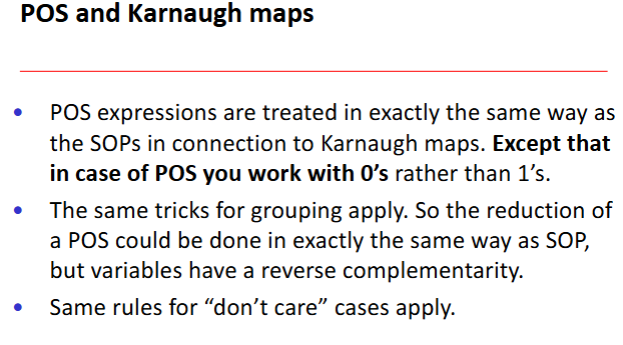 POS and Karnaugh maps
• POS expressions are treated in exactly the same way as
the SOPs in connection to Karnaugh maps. Except that
in case of POS you work with 0’s rather than 1’s.
• The same tricks for grouping apply. So the reduction of
a POS could be done in exactly the same way as SOP,
but variables have a reverse complementarity.
• Same rules for “don’t care” cases apply.